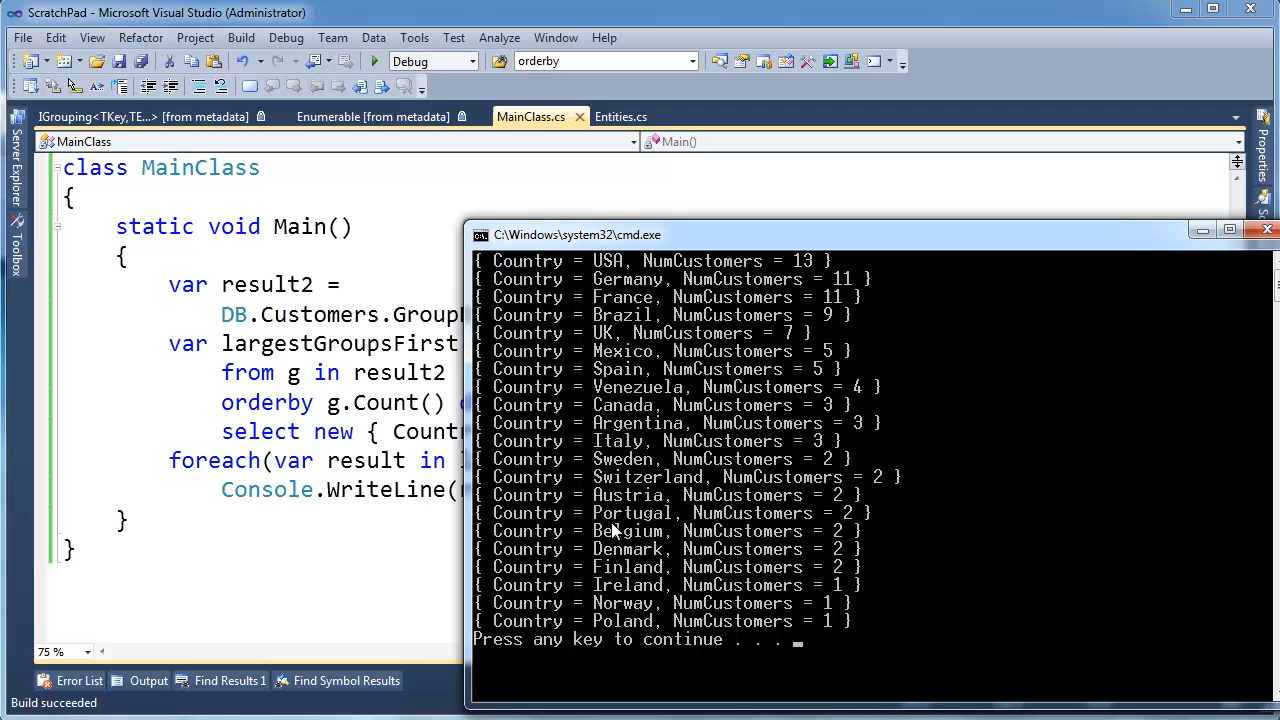 ScratchPad - Microsoft Visual Studio (Administrator)
File Edit View Refactor Project Build Debug Team Data Tools Test Analyze Window Help
Debug orderby
IGrouping<TKey,TE...> [from metadata] Enumerable [from metadata] MainClass.cs Entities.cs
MainClass Main()
Server Explorer
Toolbox
Properties
class MainClass
{
static void Main()
{
var result2 =
DB.Customers.Group
var largestGroupsFirst
from g in result2
orderby g.Count()
select new { Count
foreach(var result in
Console.WriteLine(
}
}
C:\Windows\system32\cmd.exe
{ Country = USA, NumCustomers = 13 }
{ Country = Germany, NumCustomers = 11 }
{ Country = France, NumCustomers = 11 }
{ Country = Brazil, NumCustomers = 9 }
{ Country = UK, NumCustomers = 7 }
{ Country = Mexico, NumCustomers = 5 }
{ Country = Spain, NumCustomers = 5 }
{ Country = Venezuela, NumCustomers = 4 }
{ Country = Canada, NumCustomers = 3 }
{ Country = Argentina, NumCustomers = 3 }
{ Country = Italy, NumCustomers = 3 }
{ Country = Sweden, NumCustomers = 2 }
{ Country = Switzerland, NumCustomers = 2 }
{ Country = Austria, NumCustomers = 2 }
{ Country = Portugal, NumCustomers = 2 }
{ Country = Belgium, NumCustomers = 2 }
{ Country = Denmark, NumCustomers = 2 }
{ Country = Finland, NumCustomers = 2 }
{ Country = Ireland, NumCustomers = 1 }
{ Country = Norway, NumCustomers = 1 }
{ Country = Poland, NumCustomers = 1 }
Press any key to continue . . .
75 %
Error List Output Find Results 1 Find Symbol Results
Build succeeded